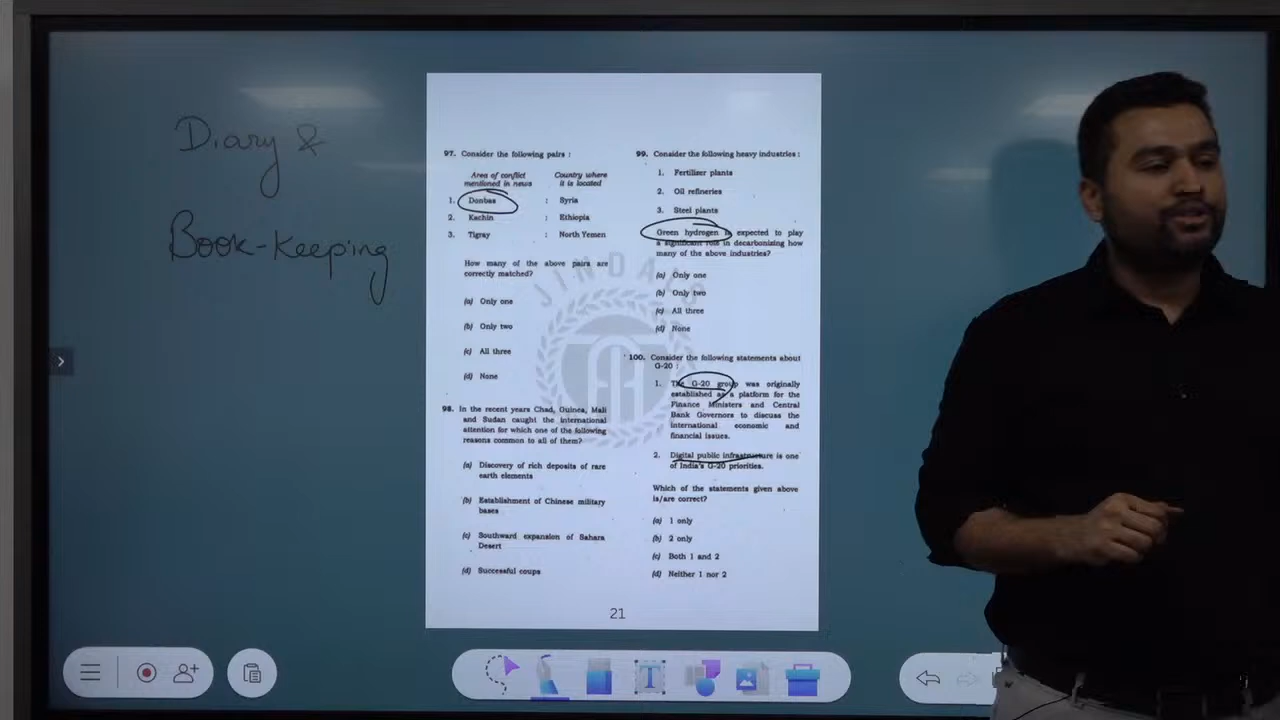 Diary &
Book-Keeping
97. Consider the following pairs :
Area of conflict mentioned in news
Country where it is located
1. Donbas : Syria
2. Kachin : Ethiopia
3. Tigray : North Yemen
How many of the above pairs are
correctly matched?
(a) Only one
(b) Only two
(c) All three
(d) None
98. In the recent years Chad, Guinea, Mali
and Sudan caught the international
attention for which one of the following
reasons common to all of them?
(a) Discovery of rich deposits of rare
earth elements
(b) Establishment of Chinese military
bases
(c) Southward expansion of Sahara
Desert
(d) Successful coups
99. Consider the following heavy industries :
1. Fertilizer plants
2. Oil refineries
3. Steel plants
Green hydrogen is expected to play
a significant role in decarbonizing how
many of the above industries?
(a) Only one
(b) Only two
(c) All three
(d) None
100. Consider the following statements about
G-20
1. The G-20 group was originally
established as a platform for the
Finance Ministers and Central
Bank Governors to discuss the
international economic and
financial issues.
2. Digital public infrastructure is one
of India's G-20 priorities.
Which of the statements given above
is/are correct?
(a) 1 only
(b) 2 only
(c) Both 1 and 2
(d) Neither 1 nor 2
21
T